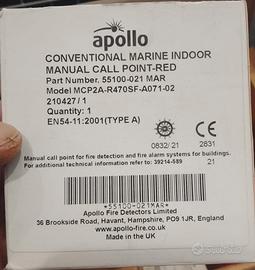 apollo
CONVENTIONAL MARINE INDOOR
MANUAL CALL POINT-RED
Part Number. 55100-021 MAR
Model MCP2A-R470SF-A071-02
210427 / 1
Quantity: 1
EN54-11:2001(TYPE A)
0832/ 21 2831
Manual call point for fire detection and fire alarm systems for buildings.
For additional technical information refer to: 39214-589 21
*55100-021MAR*
Apollo Fire Detectors Limited
36 Brookside Road, Havant, Hampshire, PO9 1JR, England
www.apollo-fire.co.uk
Made in the UK
subito